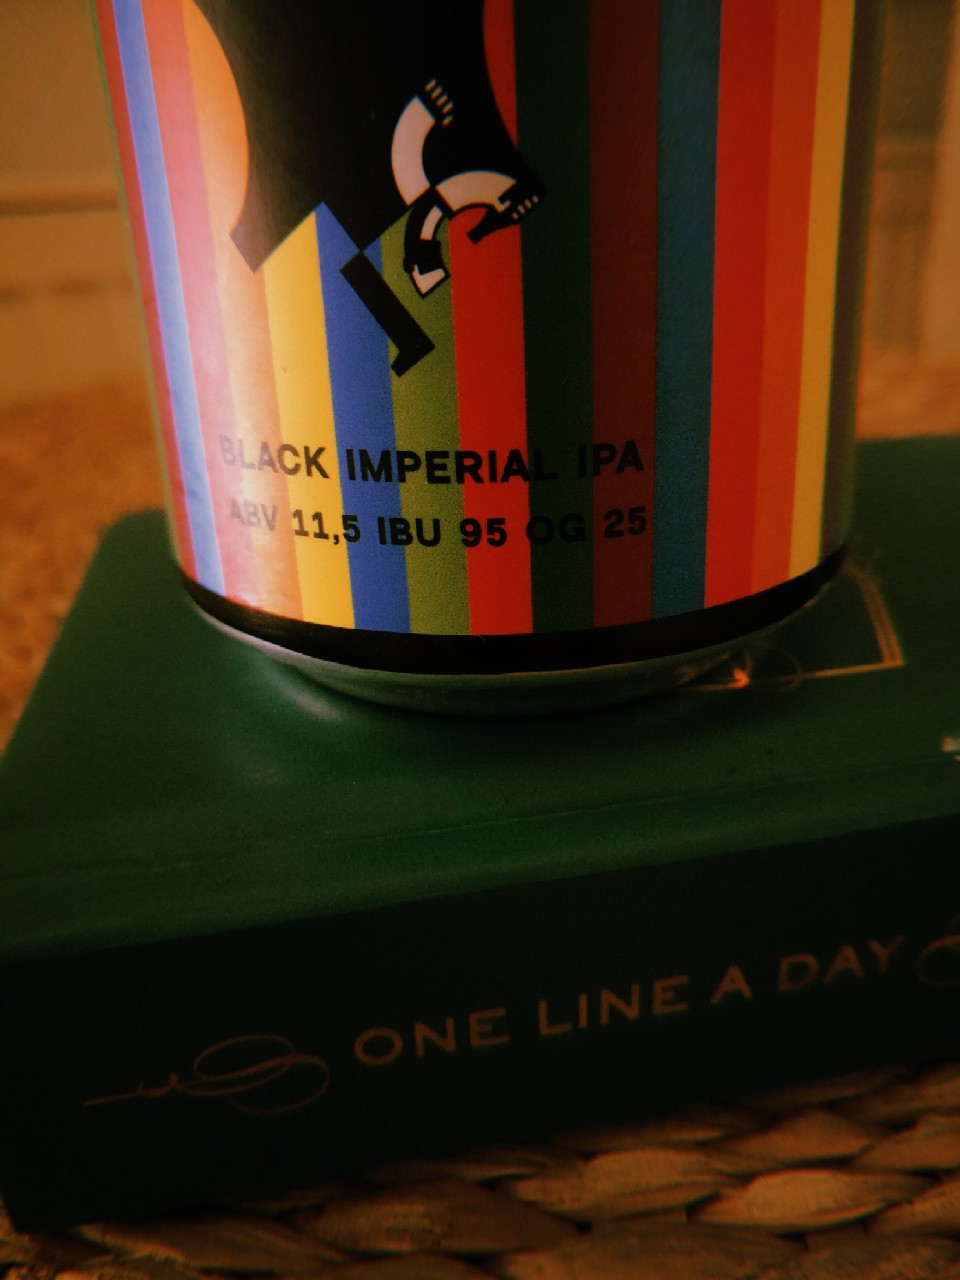 BLACK IMPERIAL IPA
ABV 11,5 IBU 95 OG 25
ONE LINE A DAY